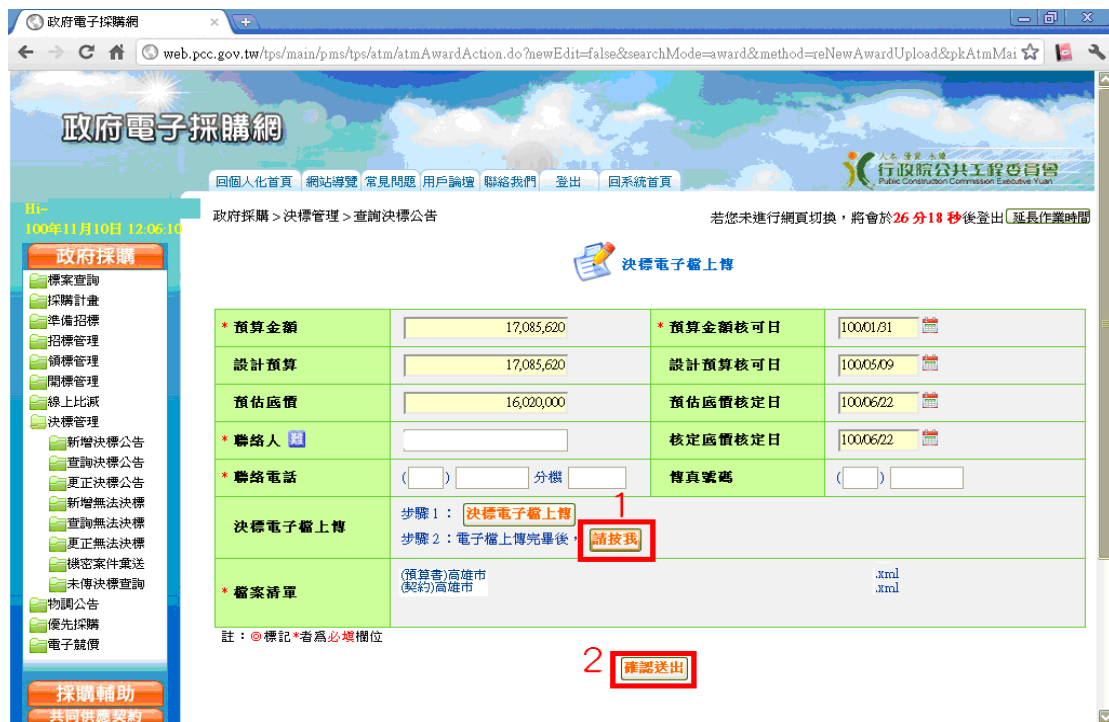 政府電子採購網
web.pcc.gov.tw/tps/main/pms/tps/atm/atmAwardAction.do?newEdit=false&searchMode=award&method=reNewAwardUpload&pkAtmMai
政府電子採購網
人本 優質 永續
行政院公共工程委員會
Public Construction Commission Executive Yuan
回個人化首頁 網站導覽 常見問題 用戶論壇 聯絡我們 登出 回系統首頁
Hi~
100年11月10日 12:06:10
政府採購>決標管理>查詢決標公告
若您未進行網頁切換，將會於26 分18 秒後登出 延長作業時間
政府採購
標案查詢
採購計畫
準備招標
招標管理
領標管理
開標管理
線上比減
決標管理
新增決標公告
查詢決標公告
更正決標公告
新增無法決標
查詢無法決標
更正無法決標
機密案件彙送
未傳決標查詢
物調公告
優先採購
電子競價
採購輔助
共同供應契約
決標電子檔上傳
* 預算金額 17,085,620 * 預算金額核可日 100/01/31
設計預算 17,085,620 設計預算核可日 100/05/09
預估底價 16,020,000 預估底價核定日 100/06/22
* 聯絡人 核定底價核定日 100/06/22
* 聯絡電話 ( ) 分機 傳真號碼 ( )
1
決標電子檔上傳
步驟1： 決標電子檔上傳
步驟2：電子檔上傳完畢後， 請按我
* 檔案清單
(預算書)高雄市 .xml
(契約)高雄市 .xml
註：◎標記*者為必填欄位
2 確認送出